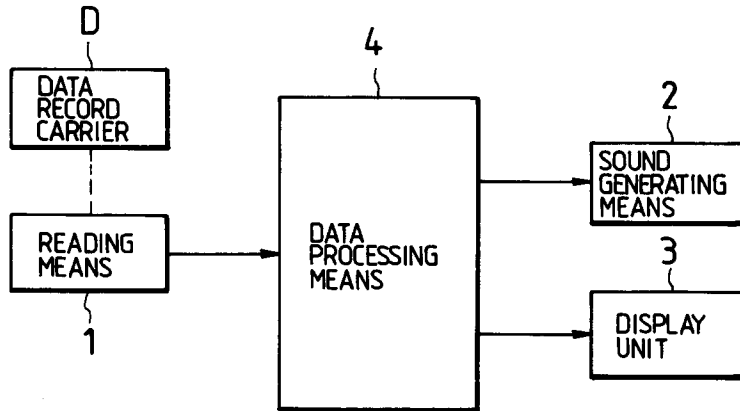 D
DATA
RECORD
CARRIER
READING
MEANS
1
4
DATA
PROCESSING
MEANS
2
SOUND
GENERATING
MEANS
3
DISPLAY
UNIT